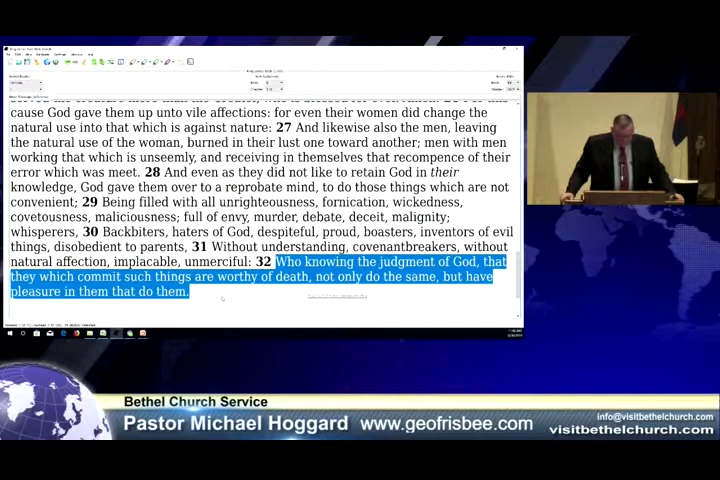 cause God gave them up unto vile affections: for even their women did change the
natural use into that which is against nature: 27 And likewise also the men, leaving
the natural use of the woman, burned in their lust one toward another; men with men
working that which is unseemly, and receiving in themselves that recompence of their
error which was meet. 28 And even as they did not like to retain God in their
knowledge, God gave them over to a reprobate mind, to do those things which are not
convenient; 29 Being filled with all unrighteousness, fornication, wickedness,
covetousness, maliciousness; full of envy, murder, debate, deceit, malignity;
whisperers, 30 Backbiters, haters of God, despiteful, proud, boasters, inventors of evil
things, disobedient to parents, 31 Without understanding, covenantbreakers, without
natural affection, implacable, unmerciful: 32 Who knowing the judgment of God, that
they which commit such things are worthy of death, not only do the same, but have
pleasure in them that do them.
Bethel Church Service
Pastor Michael Hoggard www.geofrisbee.com
info@visitbethelchurch.com
visitbethelchurch.com